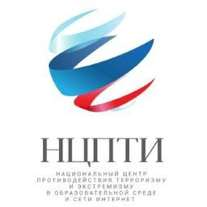 НЦПТИ
НАЦИОНАЛЬНЫЙ ЦЕНТР
ПРОТИВОДЕЙСТВИЯ ТЕРРОРИЗМУ
И ЭКСТРЕМИЗМУ
В ОБРАЗОВАТЕЛЬНОЙ СРЕДЕ
И СЕТИ ИНТЕРНЕТ